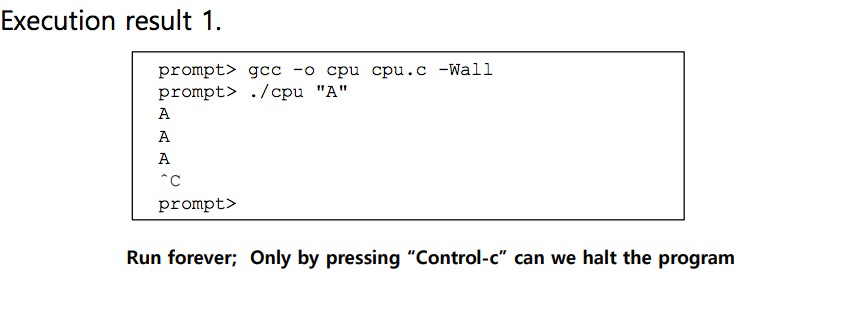 Execution result 1.
prompt> gcc -o cpu cpu.c -Wall
prompt> ./cpu "A"
A
A
A
^C
prompt>
Run forever;  Only by pressing “Control-c” can we halt the program